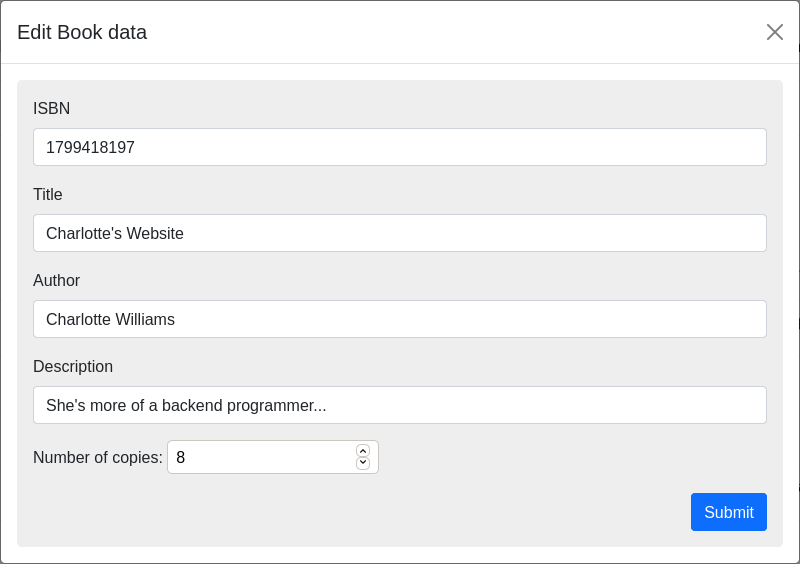 Edit Book data
ISBN
1799418197
Title
Charlotte's Website
Author
Charlotte Williams
Description
She's more of a backend programmer...
Number of copies: 8
Submit